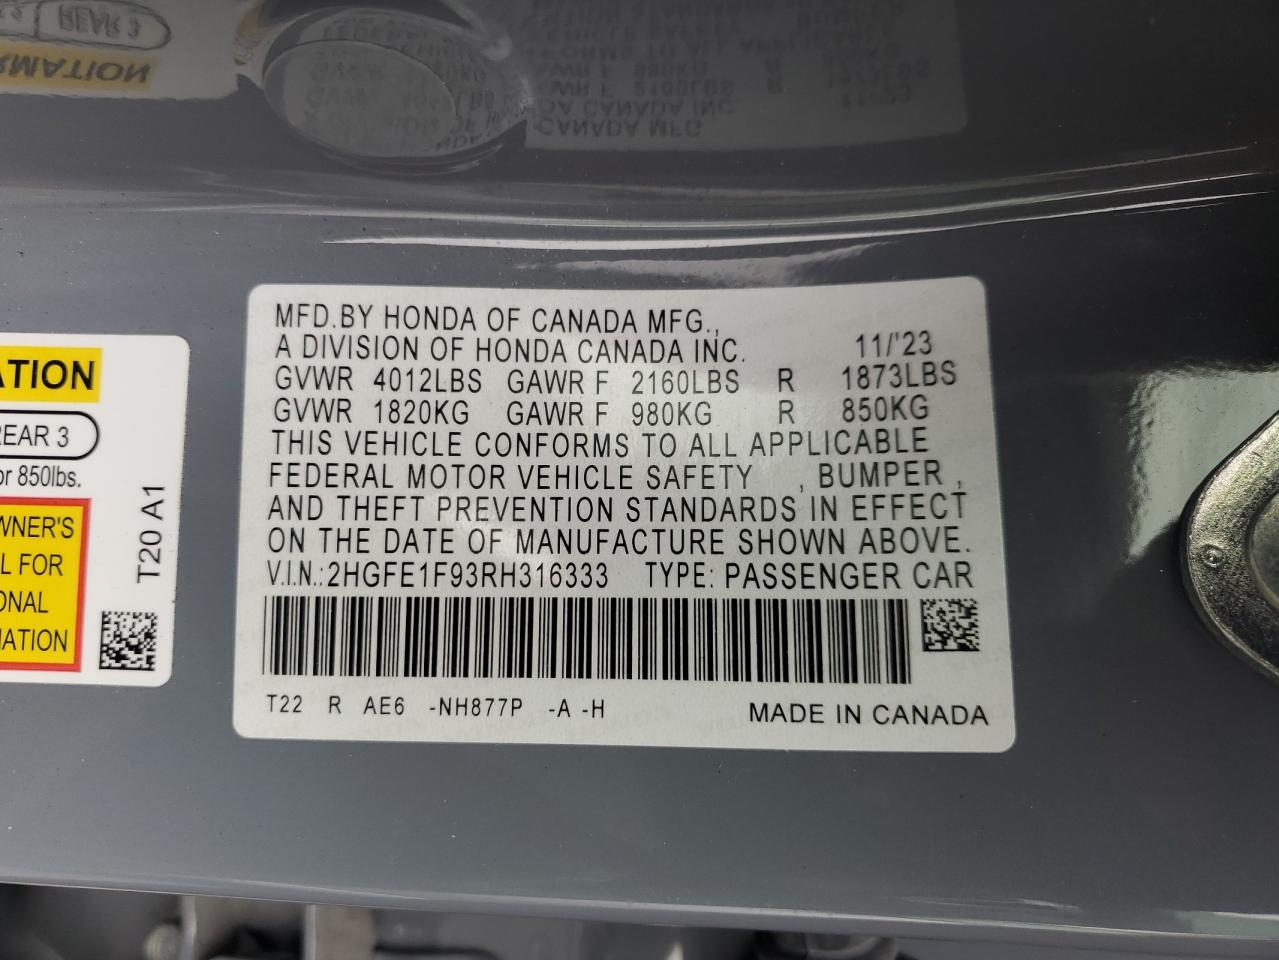 MFD.BY HONDA OF CANADA MFG.,
A DIVISION OF HONDA CANADA INC. 11/'23
GVWR 4012LBS GAWR F 2160LBS R 1873LBS
GVWR 1820KG GAWR F 980KG R 850KG
THIS VEHICLE CONFORMS TO ALL APPLICABLE
FEDERAL MOTOR VEHICLE SAFETY , BUMPER ,
AND THEFT PREVENTION STANDARDS IN EFFECT
ON THE DATE OF MANUFACTURE SHOWN ABOVE.
V.I.N.:2HGFE1F93RH316333 TYPE: PASSENGER CAR
T22 R AE6 -NH877P -A -H MADE IN CANADA
ATION
REAR 3
or 850lbs.
WNER'S
L FOR
ONAL
MATION
T20 A1